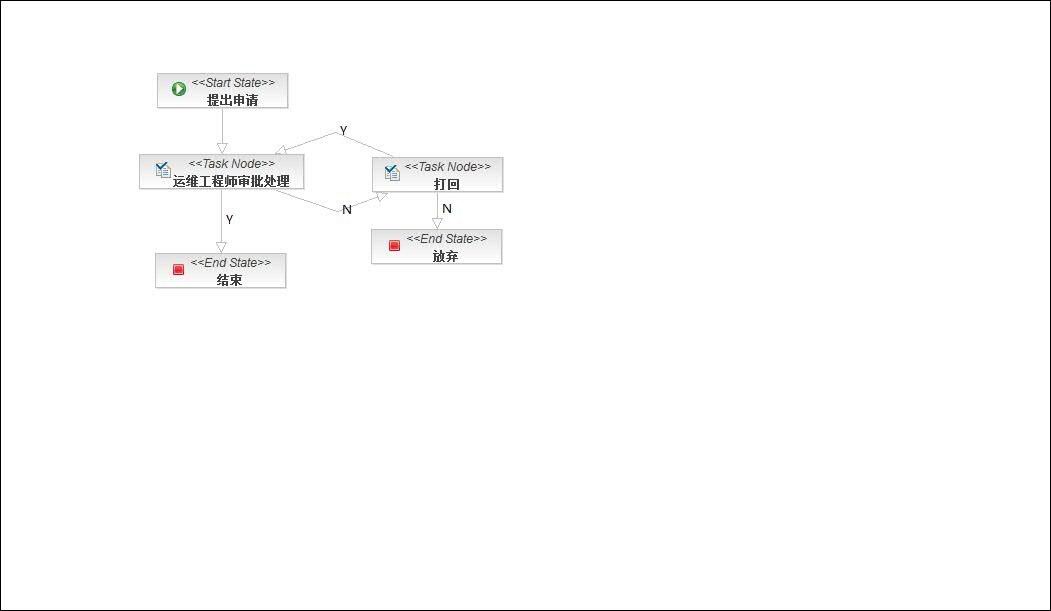 <<Start State>>
提出申请
Y
<<Task Node>>
运维工程师审批处理
<<Task Node>>
打回
N
N
Y
<<End State>>
放弃
<<End State>>
结束